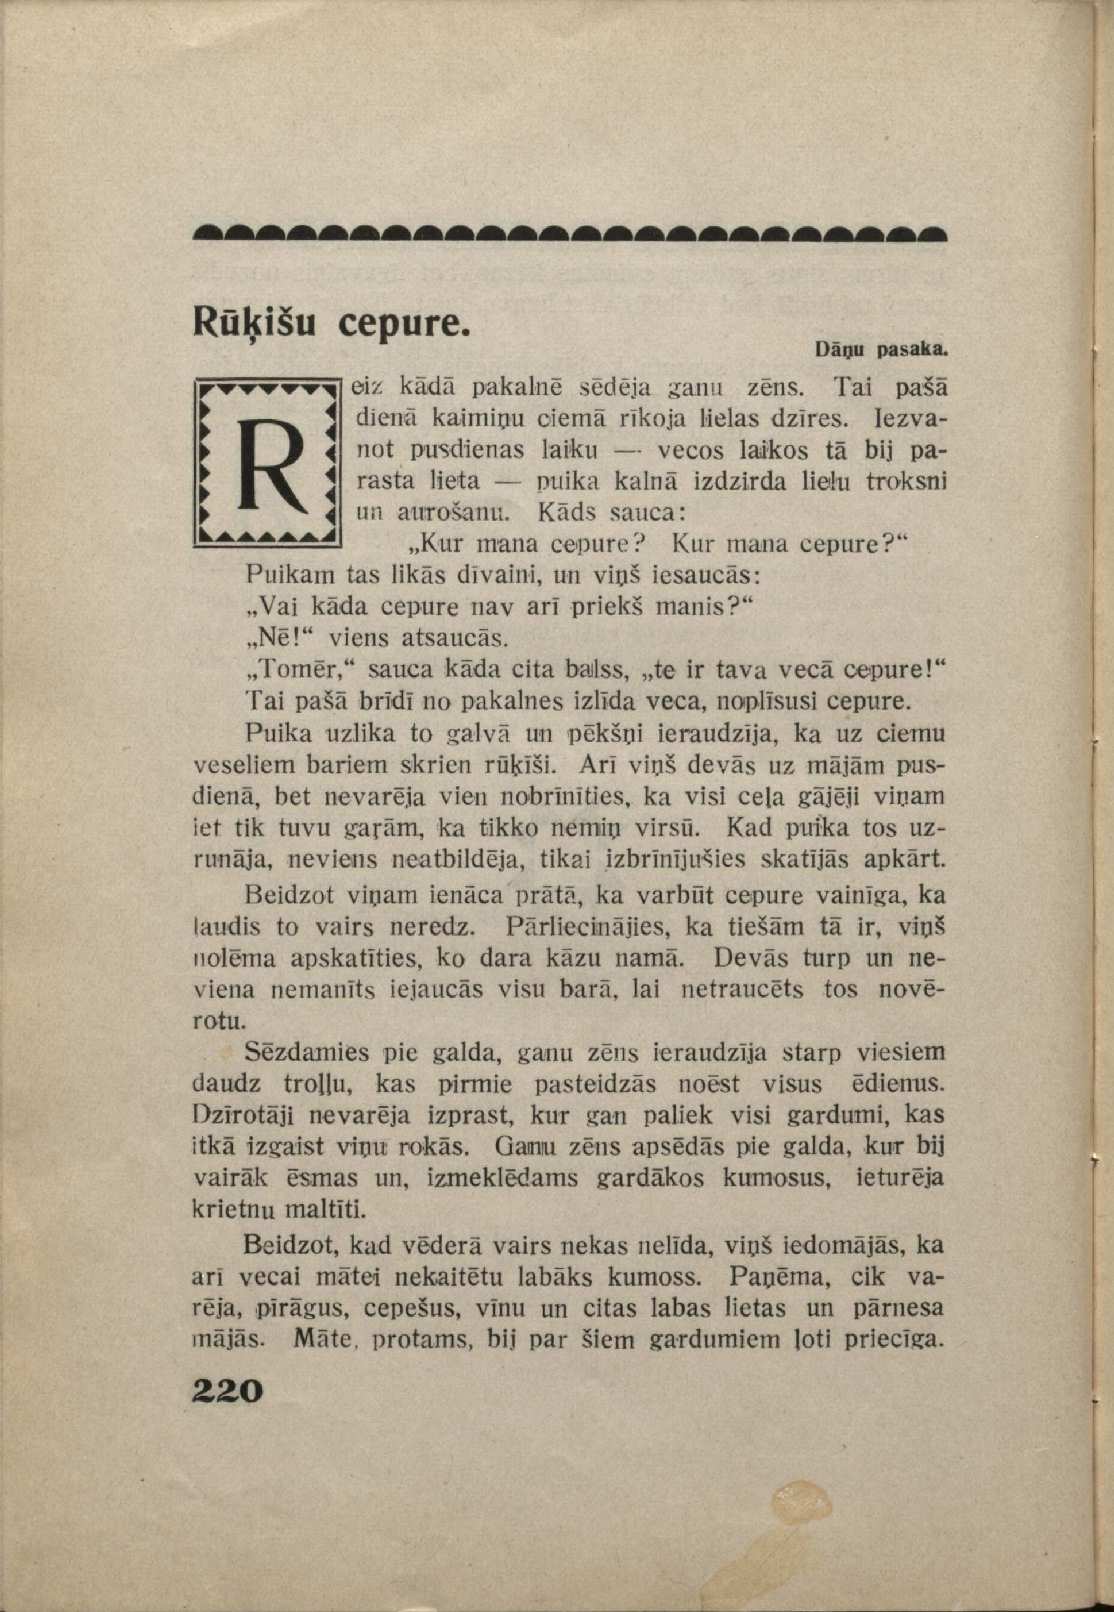 Rūķišu cepure.
Dāņu pasaka.
Reiz kādā pakalnē sēdēja ganu zēns. Tai pašā
dienā kaimiņu ciemā rīkoja lielas dzīres. Iezva-
not pusdienas laiku — vecos laikos tā bij pa-
rasta lieta — puika kalnā izdzirda lielu troksni
un aurošanu. Kāds sauca:
„Kur mana cepure? Kur mana cepure?“
Puikam tas likās dīvaini, un viņš iesaucās:
„Vai kāda cepure nav arī priekš manis?“
„Nē!“ viens atsaucās.
„Tomēr,“ sauca kāda cita balss, „te ir tava vecā cepure!“
Tai pašā brīdī no pakalnes izlīda veca, noplīsusi cepure.
Puika uzlika to galvā un pēkšņi ieraudzīja, ka uz ciemu
veseliem bariem skrien rūķīši. Arī viņš devās uz mājām pus-
dienā, bet nevarēja vien nobrīnīties, ka visi ceļa gājēji viņam
iet tik tuvu gaŗām, ka tikko nemiņ virsū. Kad puika tos uz-
runāja, neviens neatbildēja, tikai izbrīnījušies skatījās apkārt.
Beidzot viņam ienāca prātā, ka varbūt cepure vainīga, ka
ļaudis to vairs neredz. Pārliecinājies, ka tiešām tā ir, viņš
nolēma apskatīties, ko dara kāzu namā. Devās turp un ne-
viena nemanīts iejaucās visu barā, lai netraucēts tos novē-
rotu.
Sēzdamies pie galda, ganu zēns ieraudzīja starp viesiem
daudz troļļu, kas pirmie pasteidzās noēst visus ēdienus.
Dzīrotāji nevarēja izprast, kur gan paliek visi gardumi, kas
itkā izgaist viņu rokās. Ganu zēns apsēdās pie galda, kur bij
vairāk ēsmas un, izmeklēdams gardākos kumosus, ieturēja
krietnu maltīti.
Beidzot, kad vēderā vairs nekas nelīda, viņš iedomājās, ka
arī vecai mātei nekaitētu labāks kumoss. Paņēma, cik va-
rēja, pīrāgus, cepešus, vīnu un citas labas lietas un pārnesa
mājās. Māte, protams, bij par šiem gardumiem ļoti priecīga.
220